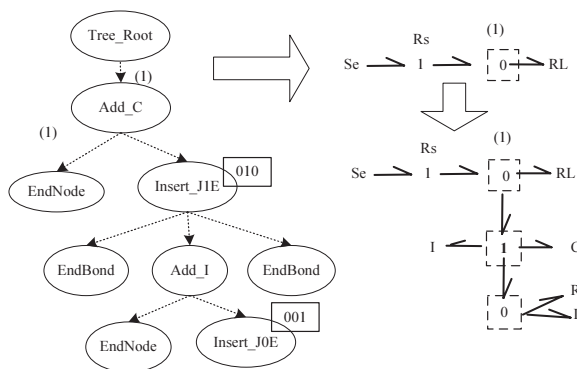 Tree_Root
(1)
Add_C
(1)
EndNode
Insert_J1E
010
EndBond
Add_I
EndBond
EndNode
Insert_J0E
001
(1)
Rs
Se
1
0
RL
(1)
Rs
Se
1
0
RL
I
1
0